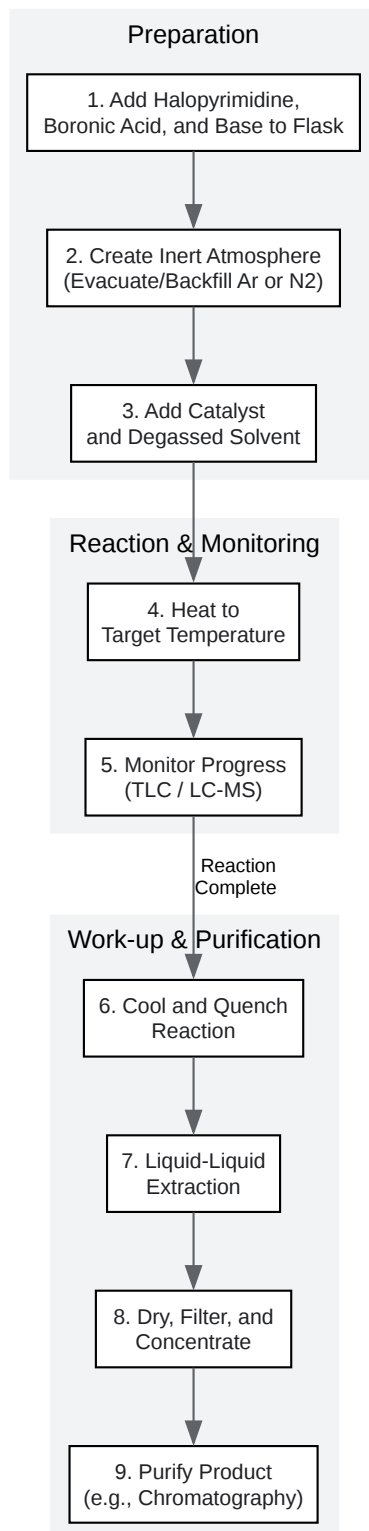 Preparation
1. Add Halopyrimidine,
Boronic Acid, and Base to Flask
2. Create Inert Atmosphere
(Evacuate/Backfill Ar or N2)
3. Add Catalyst
and Degassed Solvent
Reaction & Monitoring
4. Heat to
Target Temperature
5. Monitor Progress
(TLC / LC-MS)
Reaction
Complete
Work-up & Purification
6. Cool and Quench
Reaction
7. Liquid-Liquid
Extraction
8. Dry, Filter, and
Concentrate
9. Purify Product
(e.g., Chromatography)